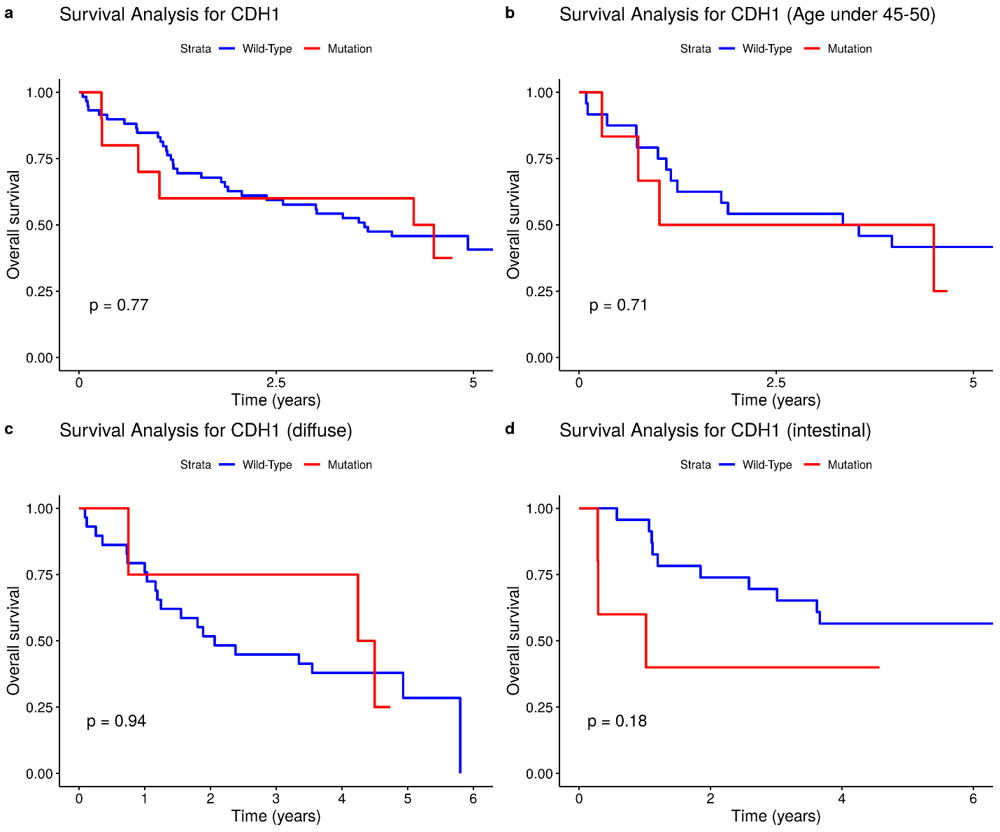 a
Survival Analysis for CDH1
Strata Wild-Type Mutation
1.00
0.75
0.50
0.25
0.00
Overall survival
p = 0.77
0 2.5 5
Time (years)
b
Survival Analysis for CDH1 (Age under 45-50)
Strata Wild-Type Mutation
1.00
0.75
0.50
0.25
0.00
Overall survival
p = 0.71
0 2.5 5
Time (years)
c
Survival Analysis for CDH1 (diffuse)
Strata Wild-Type Mutation
1.00
0.75
0.50
0.25
0.00
Overall survival
p = 0.94
0 1 2 3 4 5 6
Time (years)
d
Survival Analysis for CDH1 (intestinal)
Strata Wild-Type Mutation
1.00
0.75
0.50
0.25
0.00
Overall survival
p = 0.18
0 2 4 6
Time (years)